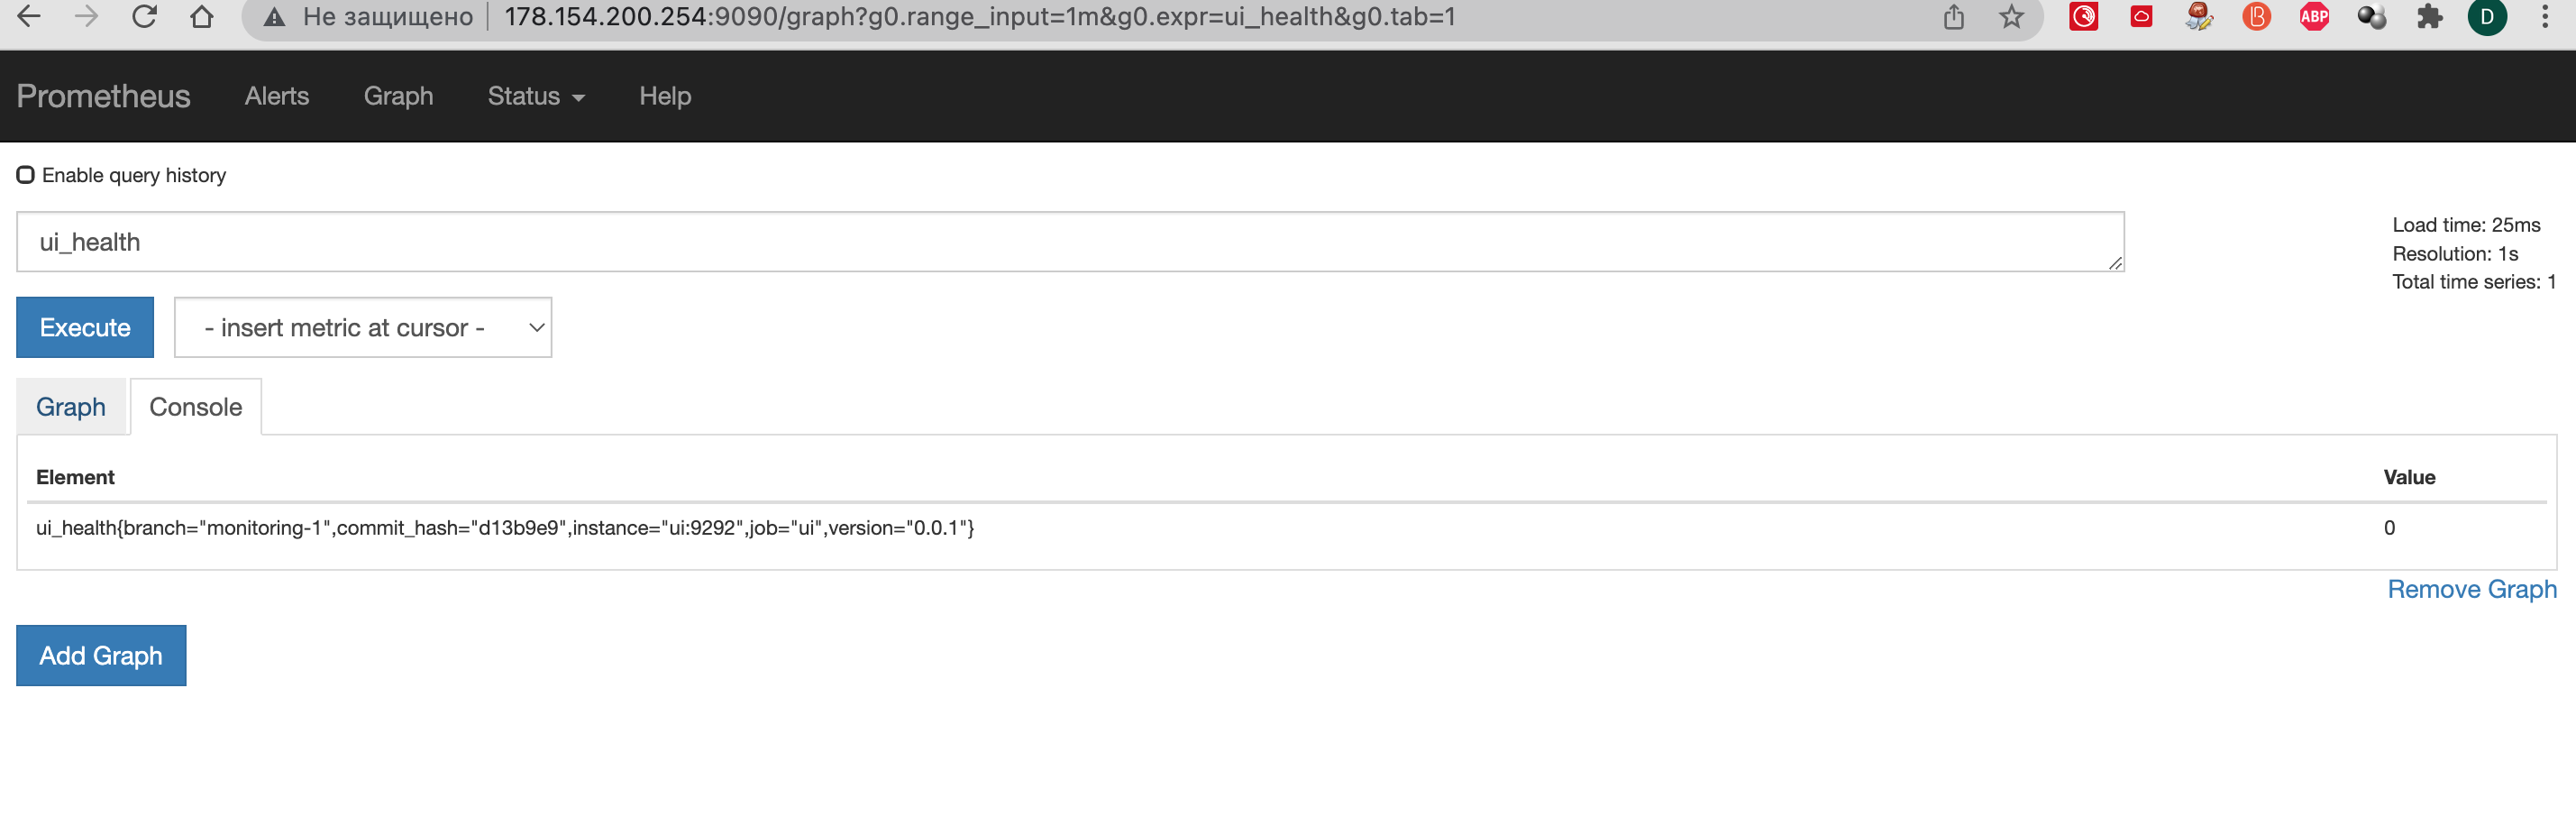 Не защищено 178.154.200.254:9090/graph?g0.range_input=1m&g0.expr=ui_health&g0.tab=1 ABP D
Prometheus Alerts Graph Status Help
Enable query history
ui_health
Load time: 25ms
Resolution: 1s
Total time series: 1
Execute - insert metric at cursor -
Graph Console
Element Value
ui_health{branch="monitoring-1",commit_hash="d13b9e9",instance="ui:9292",job="ui",version="0.0.1"} 0
Remove Graph
Add Graph